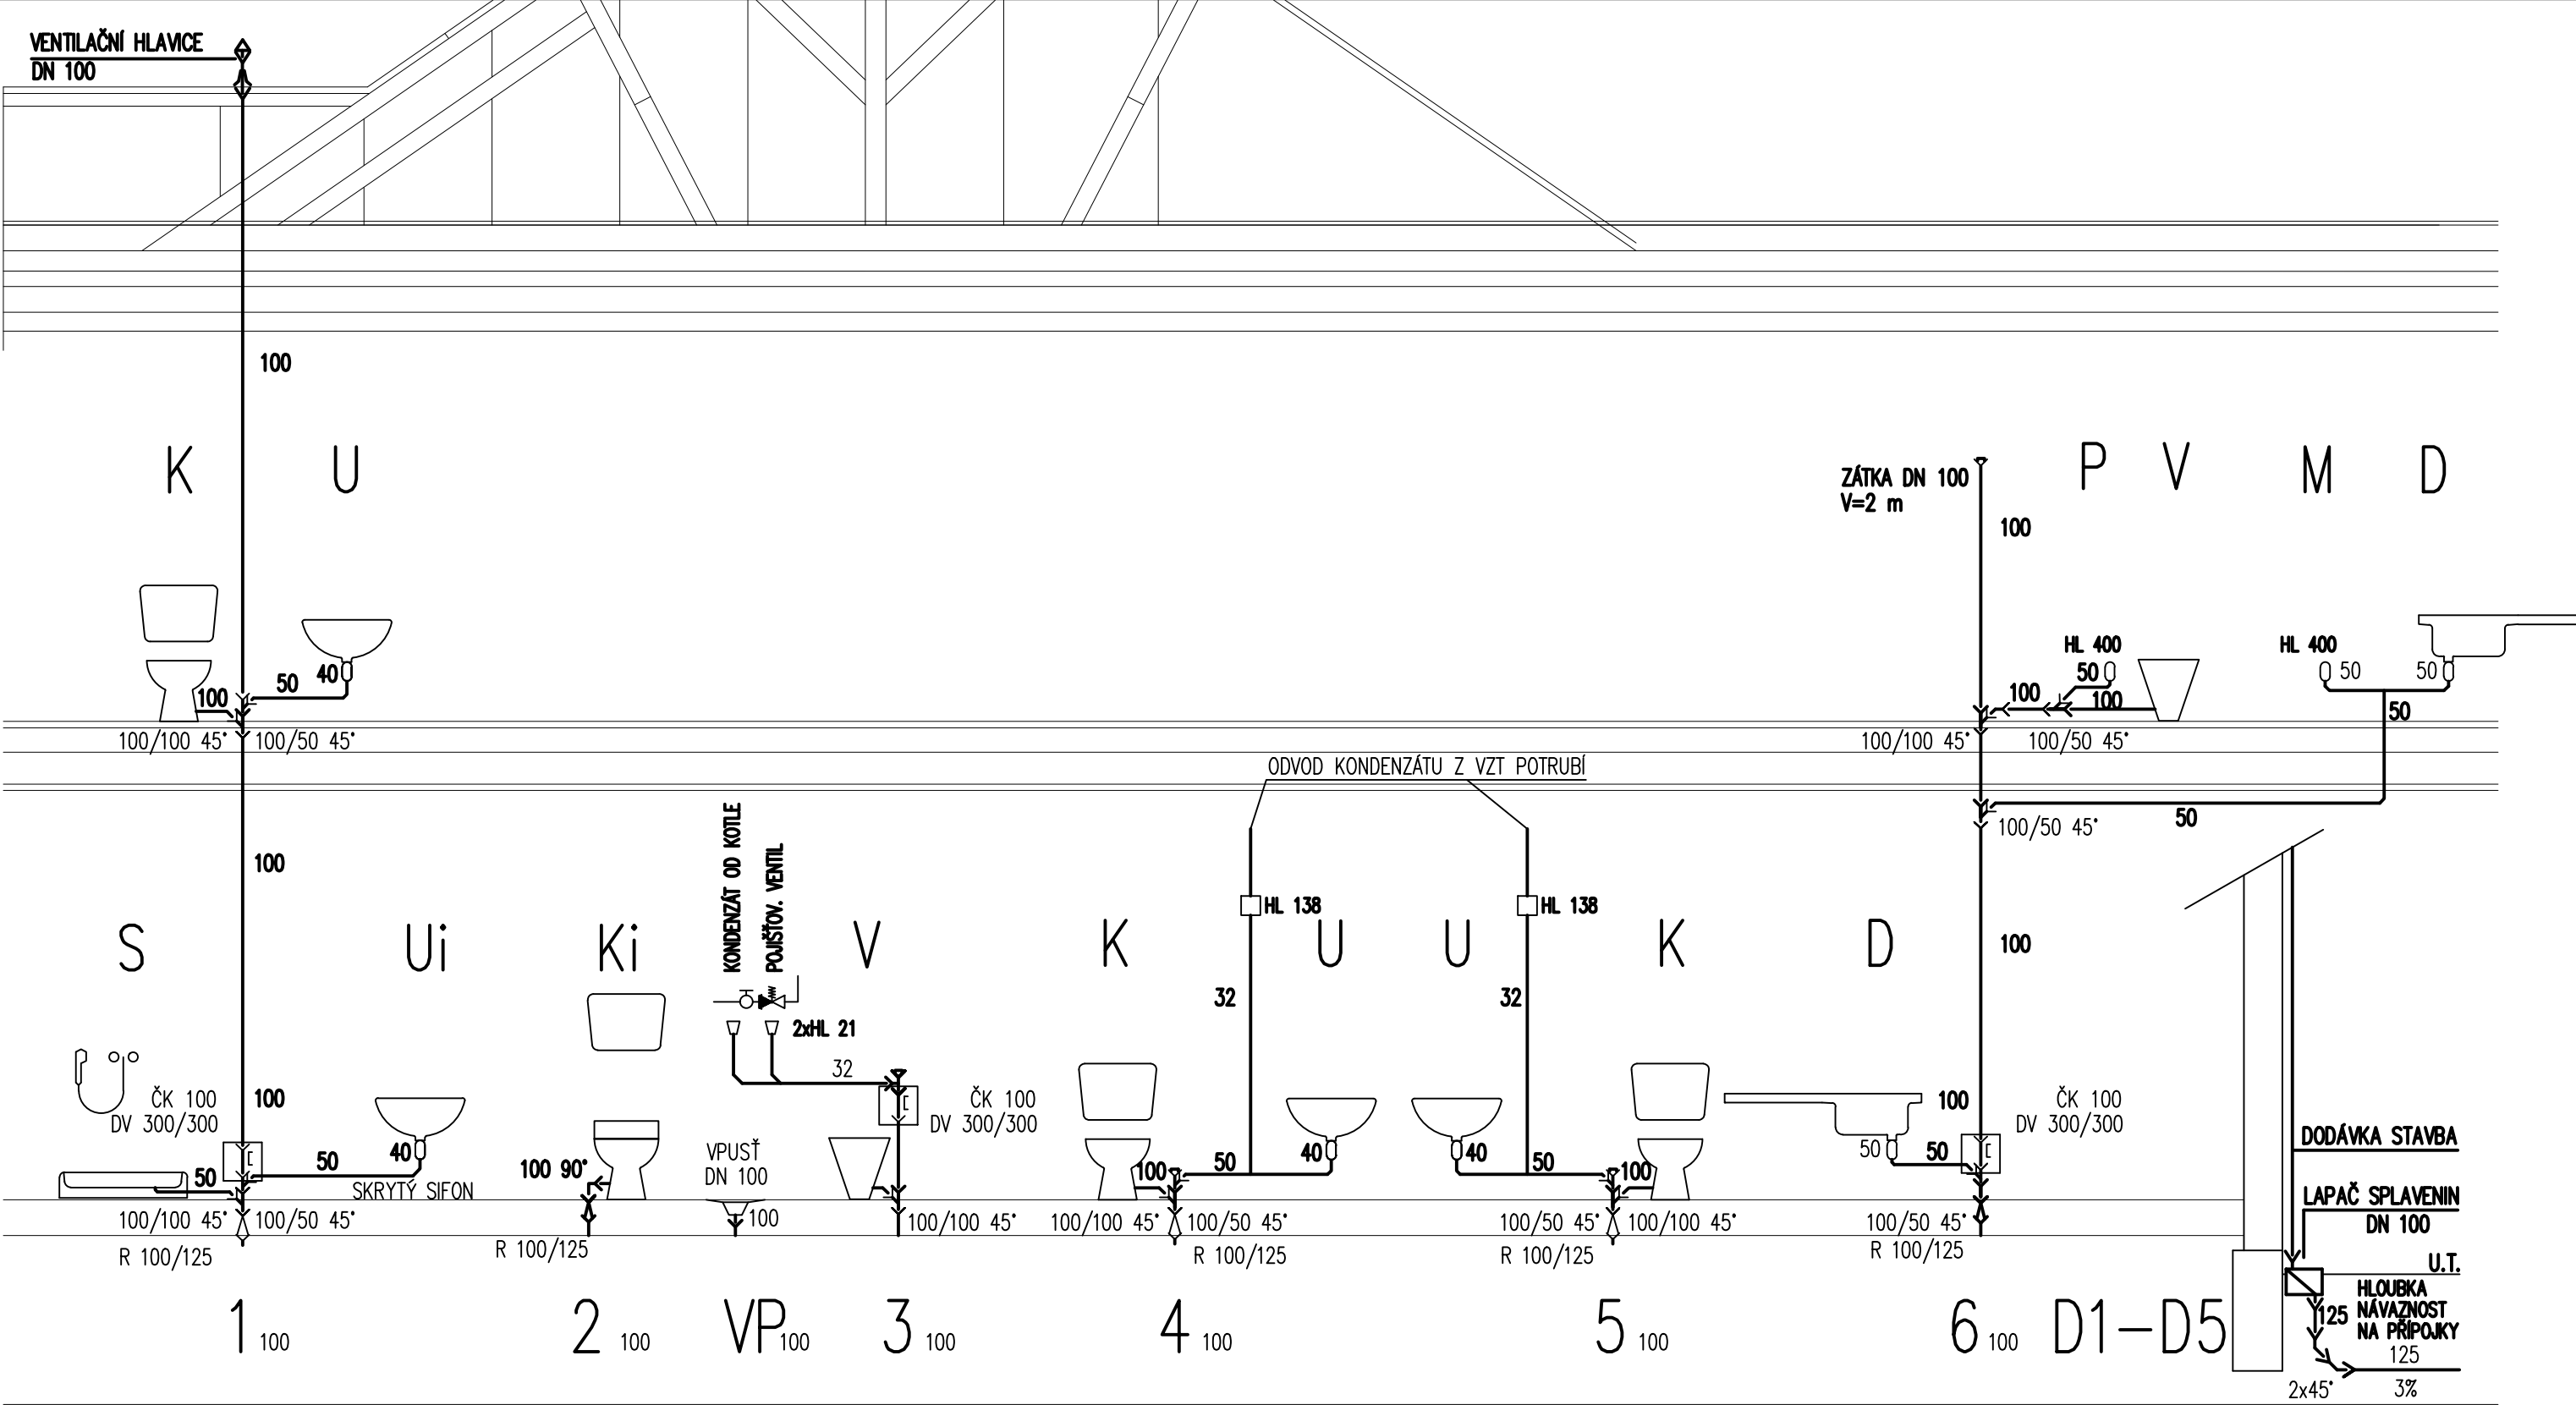 VENTILAČNÍ HLAVICE
DN 100
100
K U
ZÁTKA DN 100
V=2 m
100
P V M D
HL 400
HL 400
50
50
50
40
50
100
100
100
50
100/100 45°
100/50 45°
100/100 45°
100/50 45°
ODVOD KONDENZÁTU Z VZT POTRUBÍ
50
100/50 45°
100
KONDENZÁT OD KOTLE
POJIŠŤOV. VENTIL
HL 138
HL 138
S Ui Ki V K U U K D
100
32
32
2xHL 21
32
ČK 100
DV 300/300
100
ČK 100
DV 300/300
100
ČK 100
DV 300/300
50
50
40
SKRYTÝ SIFON
100 90°
VPUSŤ
DN 100
100
100
50
40
40
50
100
50
50
100/100 45°
100/50 45°
R 100/125
R 100/125
100/100 45°
100/100 45°
100/50 45°
R 100/125
100/50 45°
100/100 45°
R 100/125
100/50 45°
R 100/125
DODÁVKA STAVBA
LAPAČ SPLAVENIN
DN 100
U.T.
HLOUBKA
NÁVAZNOST
NA PŘÍPOJKY
125
125
2x45°
3%
1 100
2 100
VP 100
3 100
4 100
5 100
6 100
D1-D5